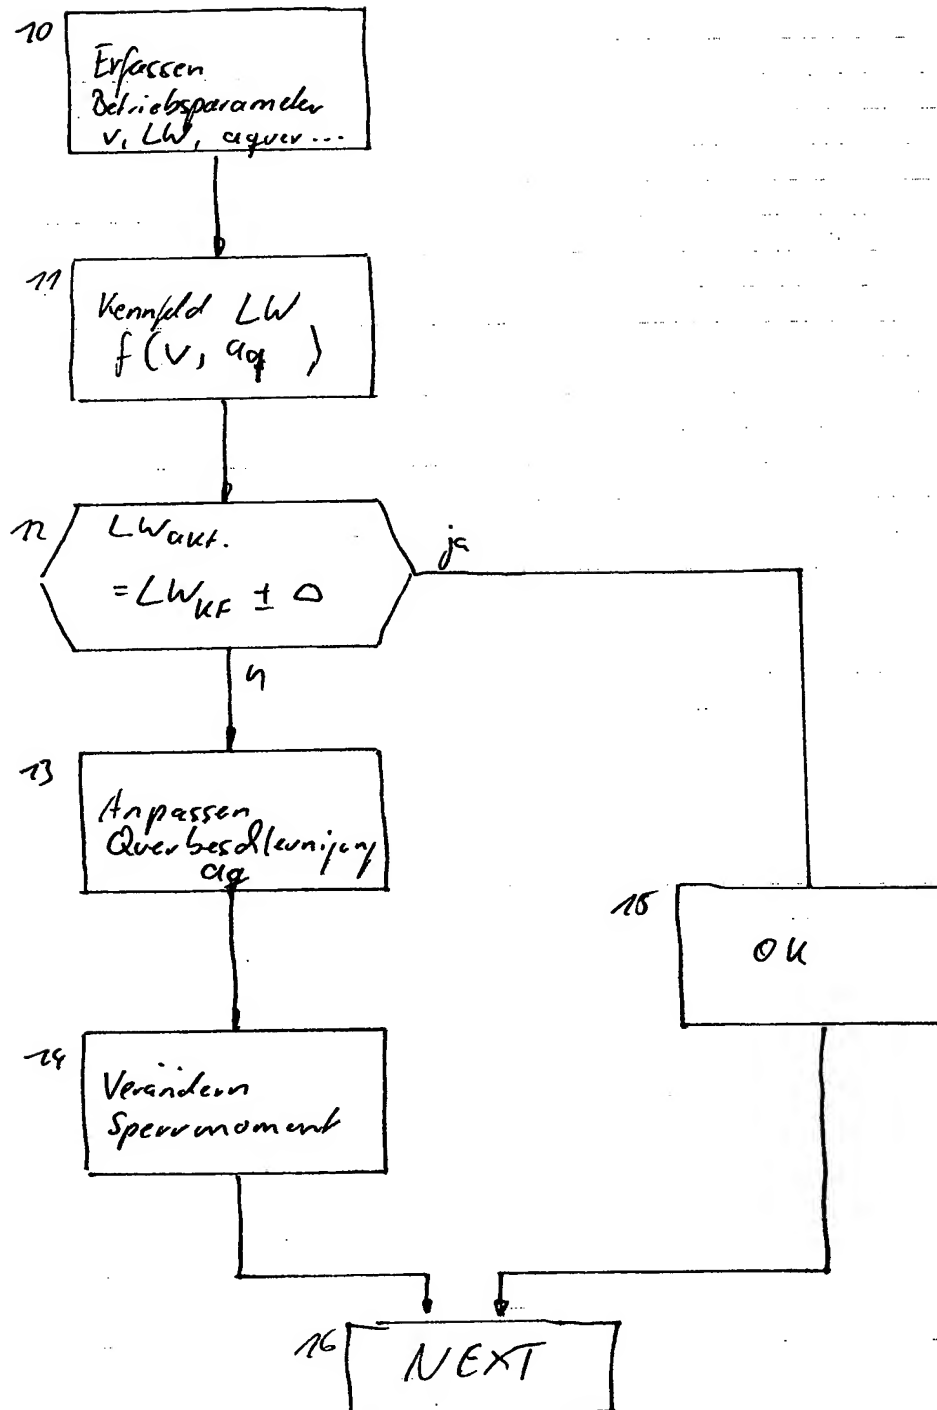 10
Erfassen
Betriebsparameter
v, LW, aquer...
11
Kennfeld LW
f(v, aq )
12
LWakt.
= LWKF ± Δ
ja
n
13
Anpassen
Querbeschleunigung
aq
14
Verändern
Sperrmoment
15
OK
16
NEXT